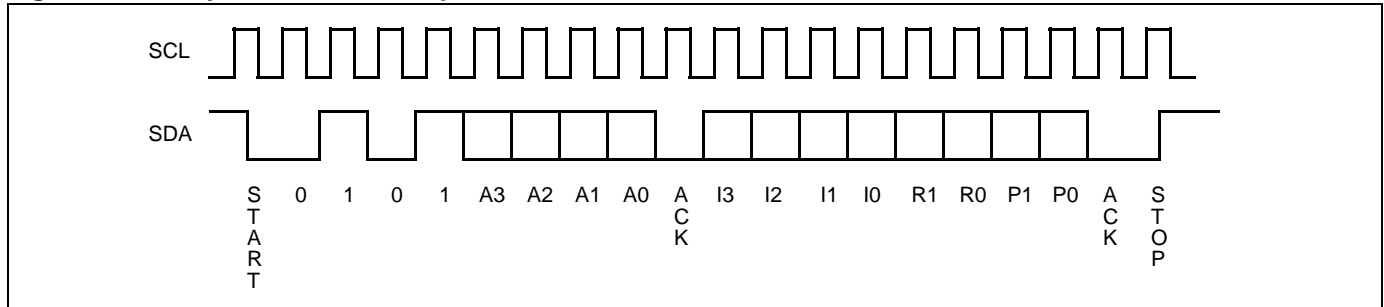 SCL
SDA
START 0 1 0 1 A3 A2 A1 A0 ACK I3 I2 I1 I0 R1 R0 P1 P0 ACK STOP